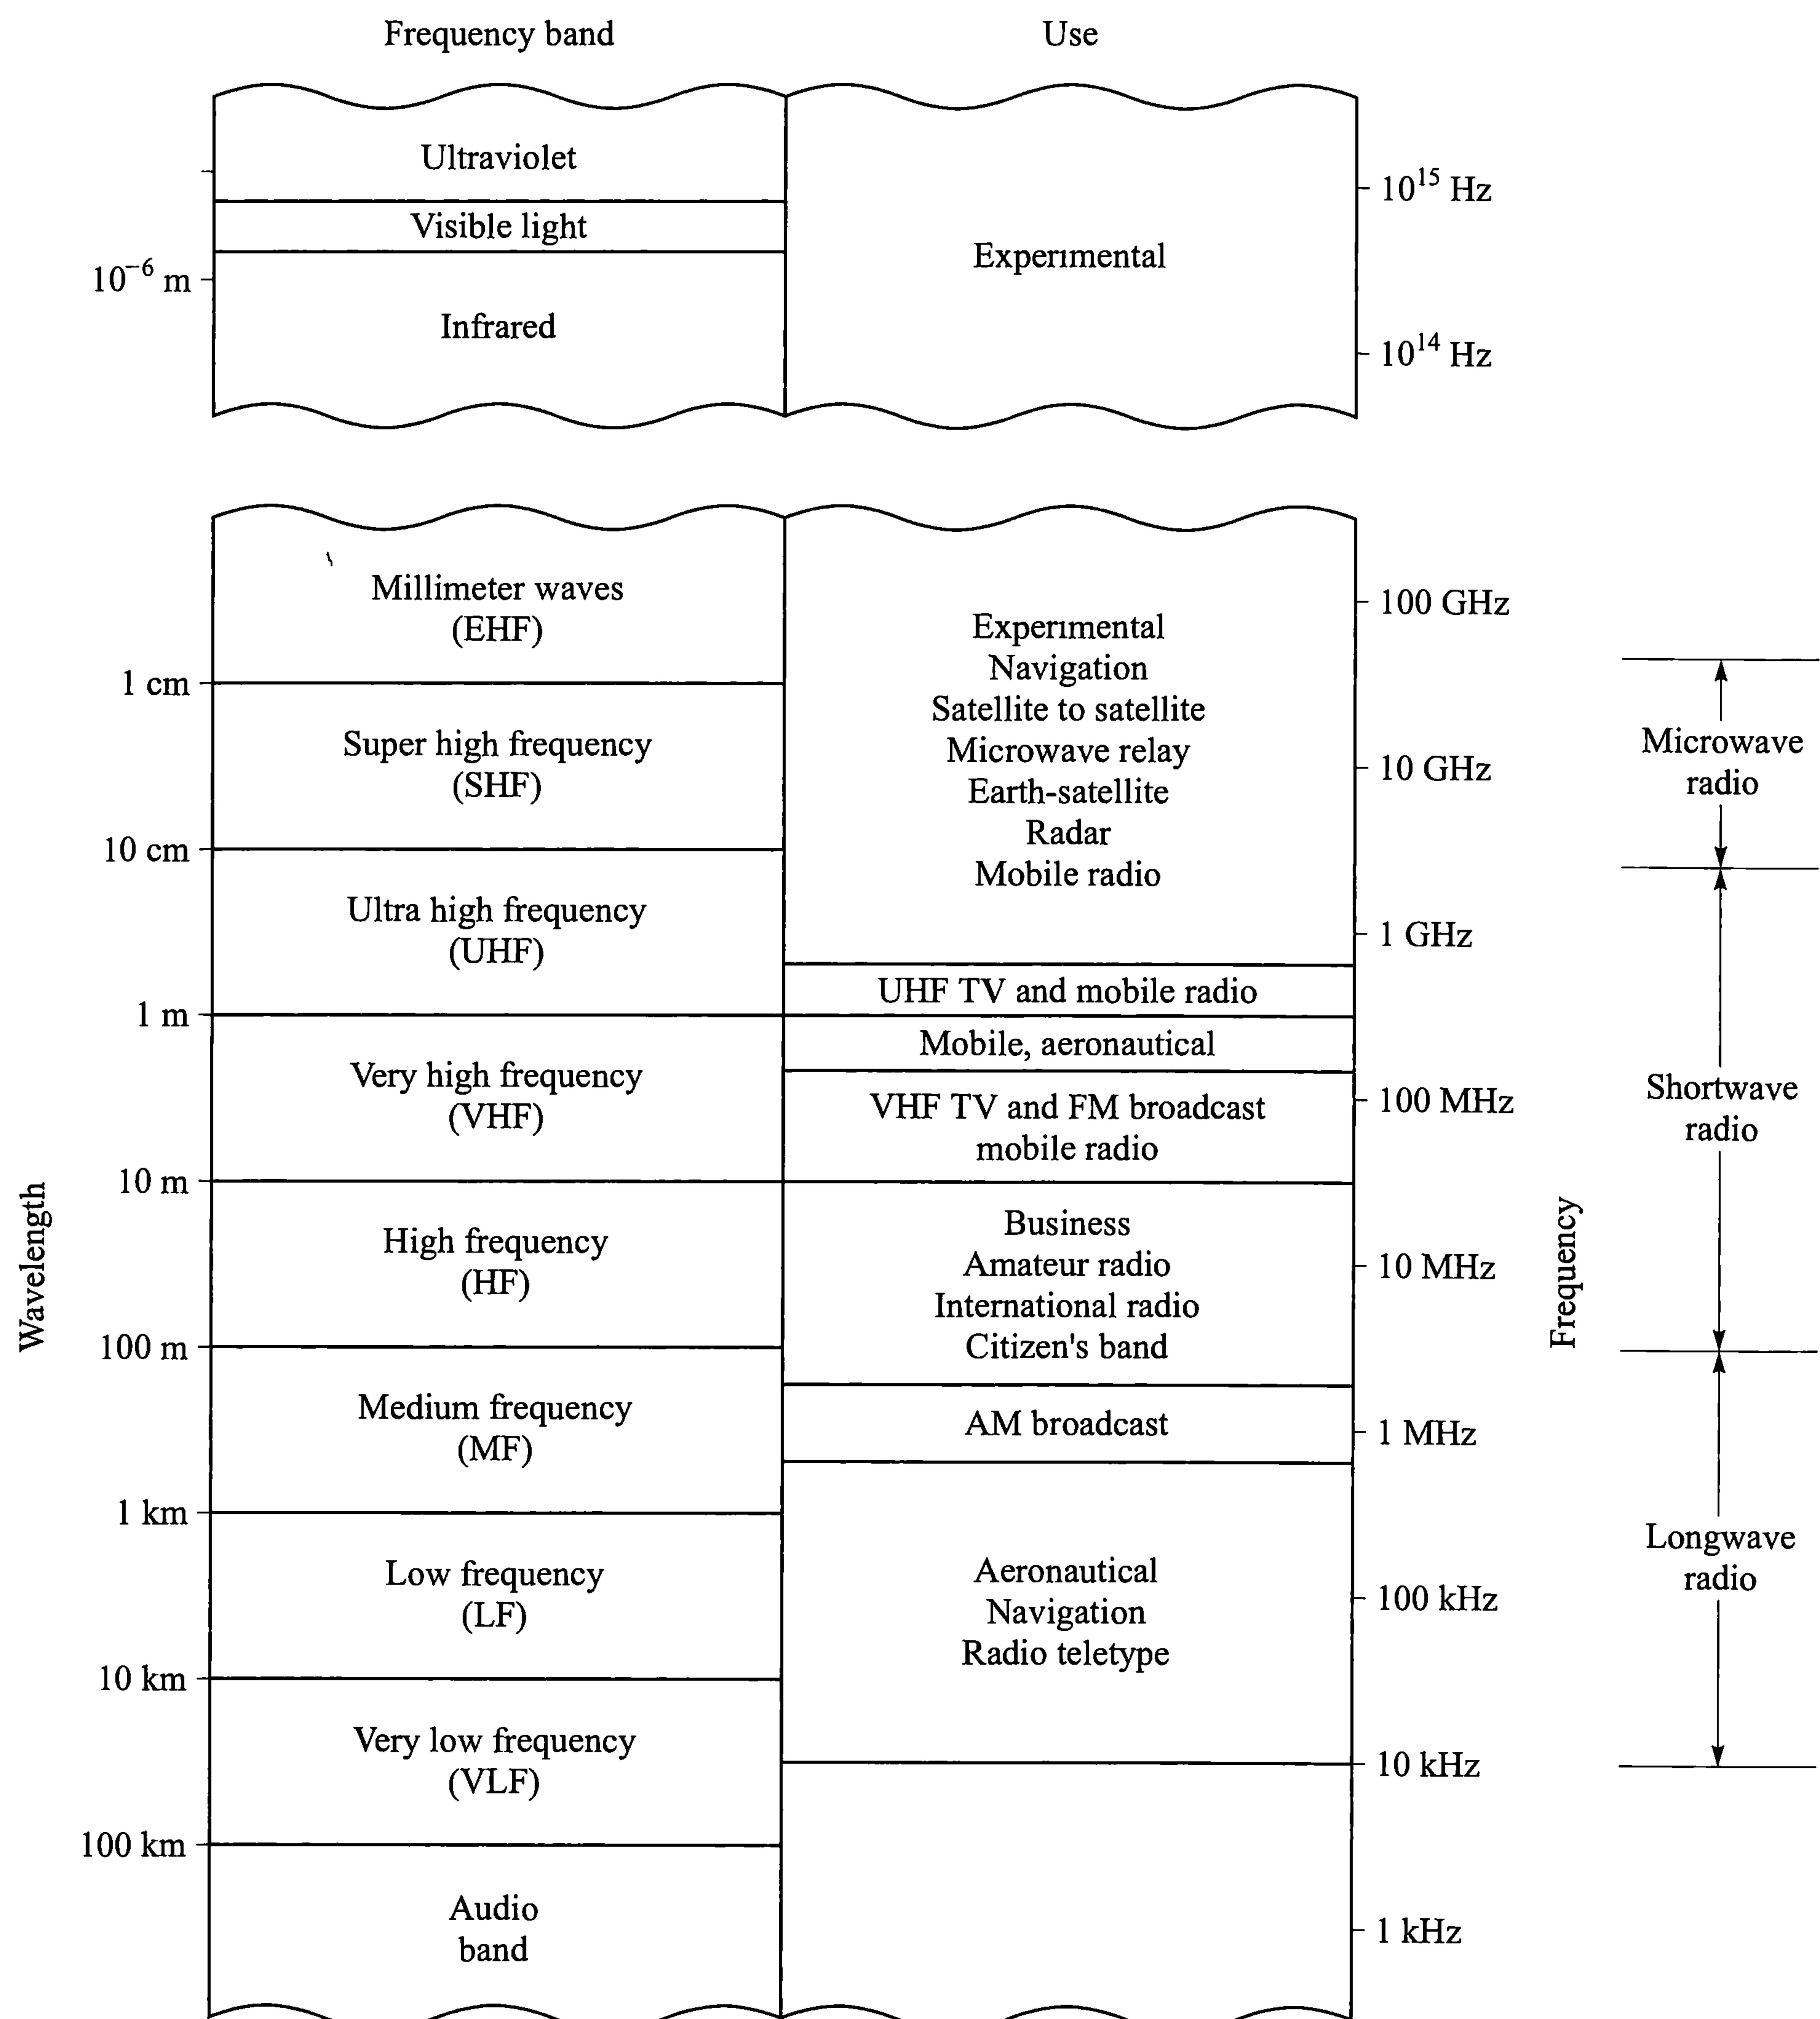 Frequency band
Use
Ultraviolet
Visible light
Infrared
Experimental
10⁻⁶ m
10¹⁵ Hz
10¹⁴ Hz
Millimeter waves
(EHF)
Super high frequency
(SHF)
Ultra high frequency
(UHF)
Very high frequency
(VHF)
High frequency
(HF)
Medium frequency
(MF)
Low frequency
(LF)
Very low frequency
(VLF)
Audio
band
Experimental
Navigation
Satellite to satellite
Microwave relay
Earth-satellite
Radar
Mobile radio
UHF TV and mobile radio
Mobile, aeronautical
VHF TV and FM broadcast
mobile radio
Business
Amateur radio
International radio
Citizen's band
AM broadcast
Aeronautical
Navigation
Radio teletype
Wavelength
1 cm
10 cm
1 m
10 m
100 m
1 km
10 km
100 km
100 GHz
10 GHz
1 GHz
100 MHz
10 MHz
1 MHz
100 kHz
10 kHz
1 kHz
Frequency
Microwave
radio
Shortwave
radio
Longwave
radio